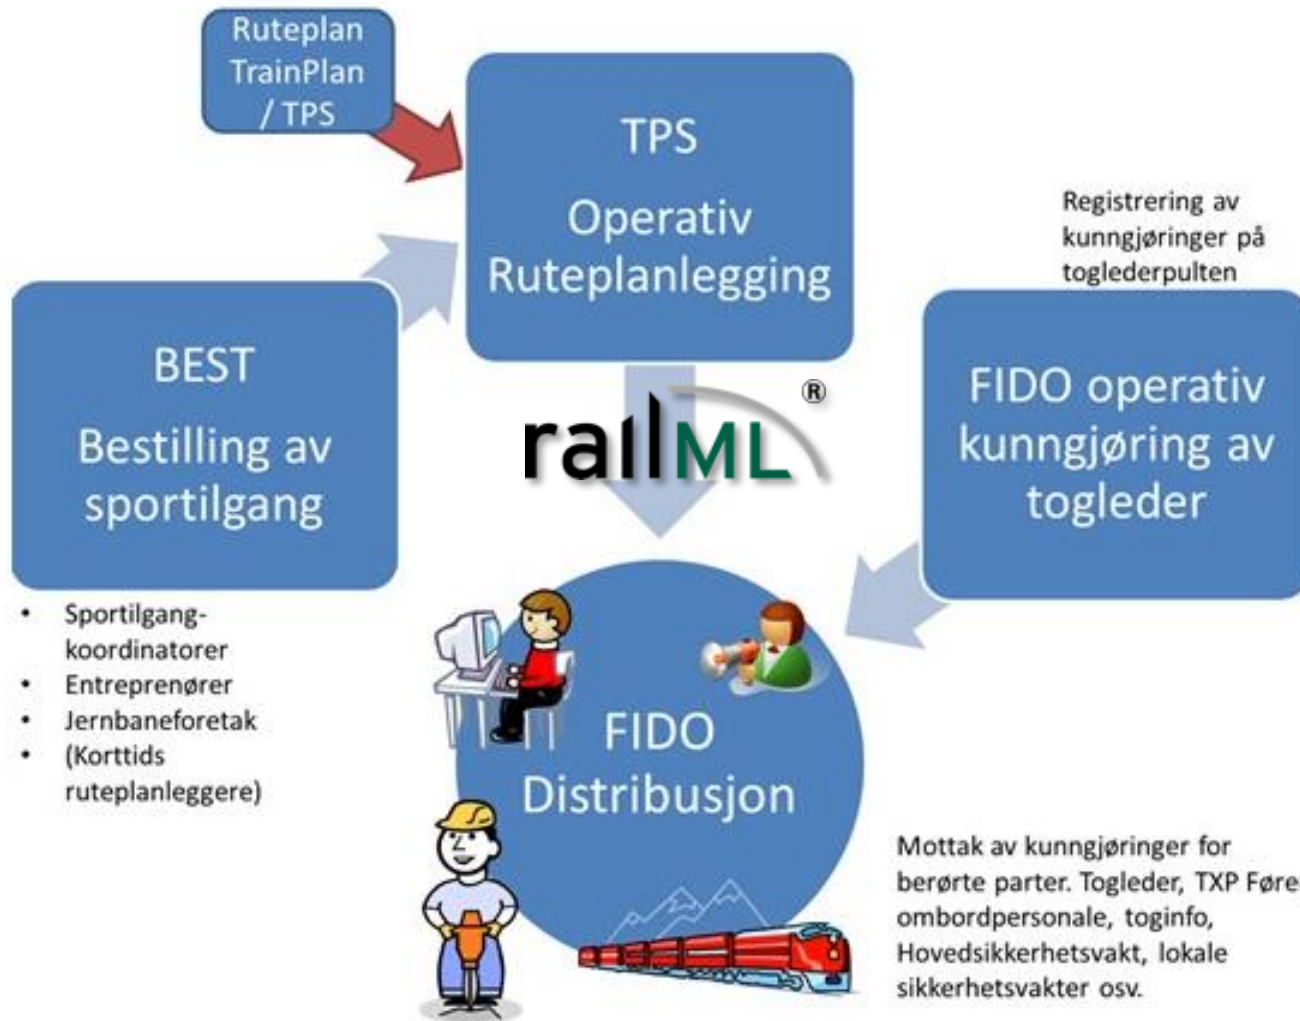 Ruteplan
TrainPlan
/ TPS
TPS
Operativ
Ruteplanlegging
Registrering av
kunngjøringer på
toglederpulten
BEST
Bestilling av
sportilgang
railML®
FIDO operativ
kunngjøring av
togleder
• Sportilgang-
koordinatorer
• Entreprenører
• Jernbaneforetak
• (Korttids
ruteplanleggere)
FIDO
Distribusjon
Mottak av kunngjøringer for
berørte parter. Togleder, TXP Føre
ombordpersonale, toginfo,
Hovedsikkerhetsvakt, lokale
sikkerhetsvakter osv.